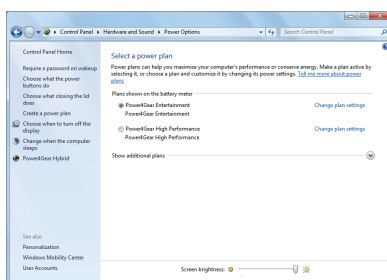 Control Panel
Hardware and Sound
Power Options
Search Control Panel
Control Panel Home
Require a password on wakeup
Choose what the power
buttons do
Choose what closing the lid
does
Create a power plan
Choose when to turn off the
display
Change when the computer
sleeps
Power4Gear Hybrid
See also
Personalization
Windows Mobility Center
User Accounts
Select a power plan
Power plans can help you maximize your computer's performance or conserve energy. Make a plan active by
selecting it, or choose a plan and customize it by changing its power settings. Tell me more about power
plans
Plans shown on the battery meter
Power4Gear Entertainment Change plan settings
Power4Gear Entertainment
Power4Gear High Performance Change plan settings
Power4Gear High Performance
Show additional plans
Screen brightness: